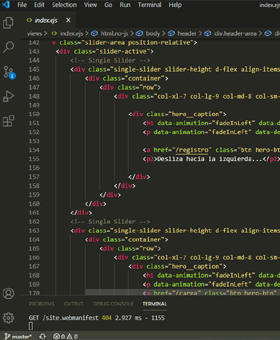 File Edit Selection View Go Run
index.ejs ×
views > index.ejs > html.no-js > body > header > div.header-area > div
142 v class="slider-area position-relative">
143 <div class="slider-active">
144 <!-- Single Slider -->
145 <div class="single-slider slider-height d-flex align-items
146 <div class="container">
147 <div class="row">
148 <div class="col-xl-7 col-lg-9 col-md-8 col-sm-
149
150 <div class="hero__caption">
151 <h1 data-animation="fadeInLeft" data
152 <p data-animation="fadeInLeft" data-de
153
154 <a href="/registro" class="btn hero-bt
155 <p2>Desliza hacia la izquierda...</p2>
156
157 </div>
158 </div>
159 </div>
160 </div>
161 </div>
162 <!-- Single Slider -->
163 <div class="single-slider slider-height d-flex align-items
164 <div class="container">
165 <div class="row">
166 <div class="col-xl-7 col-lg-9 col-md-8 col-sm-
167 <div class="hero__caption">
168 <h1 data-animation="fadeInLeft" data
169 <p data-animation="fadeInLeft" data-de
170 class="btn hero-btn"
PROBLEMS OUTPUT DEBUG CONSOLE TERMINAL
GET /site.webmanifest 404 2.927 ms - 1155
master* 0 0